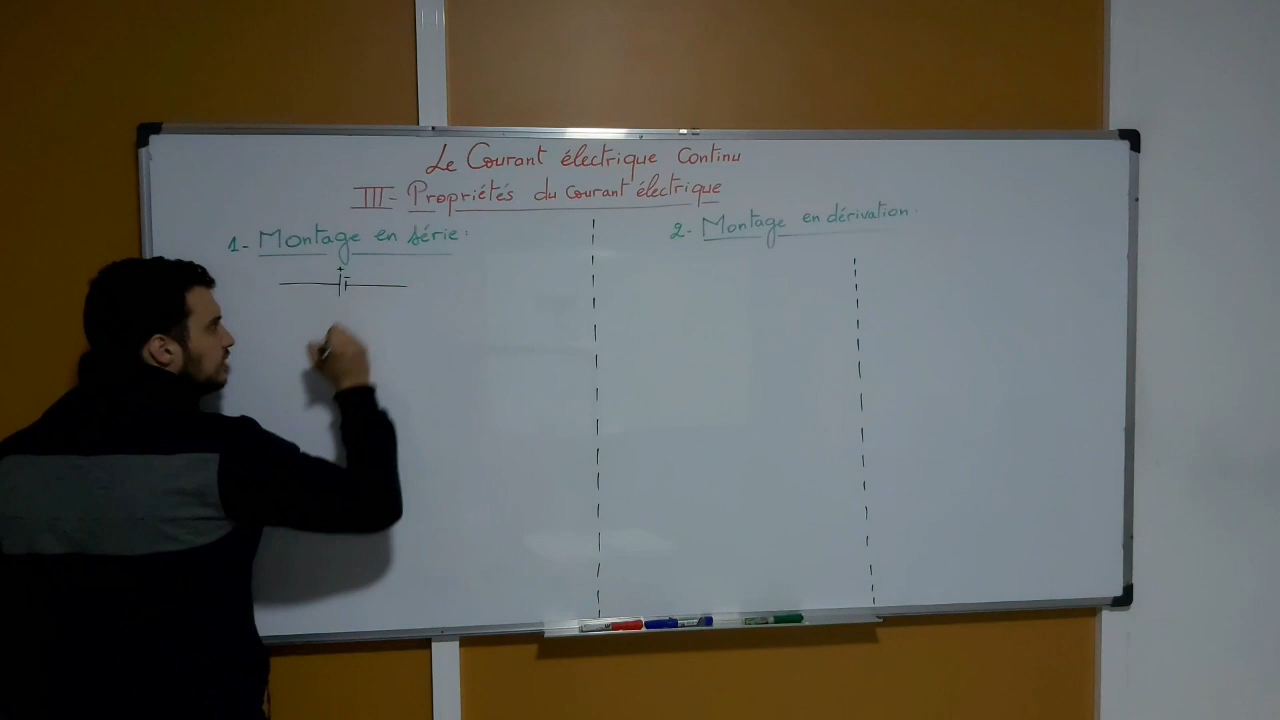 Le Courant électrique Continu
III- Propriétés du courant électrique
1- Montage en série:
2- Montage en dérivation:
+ -